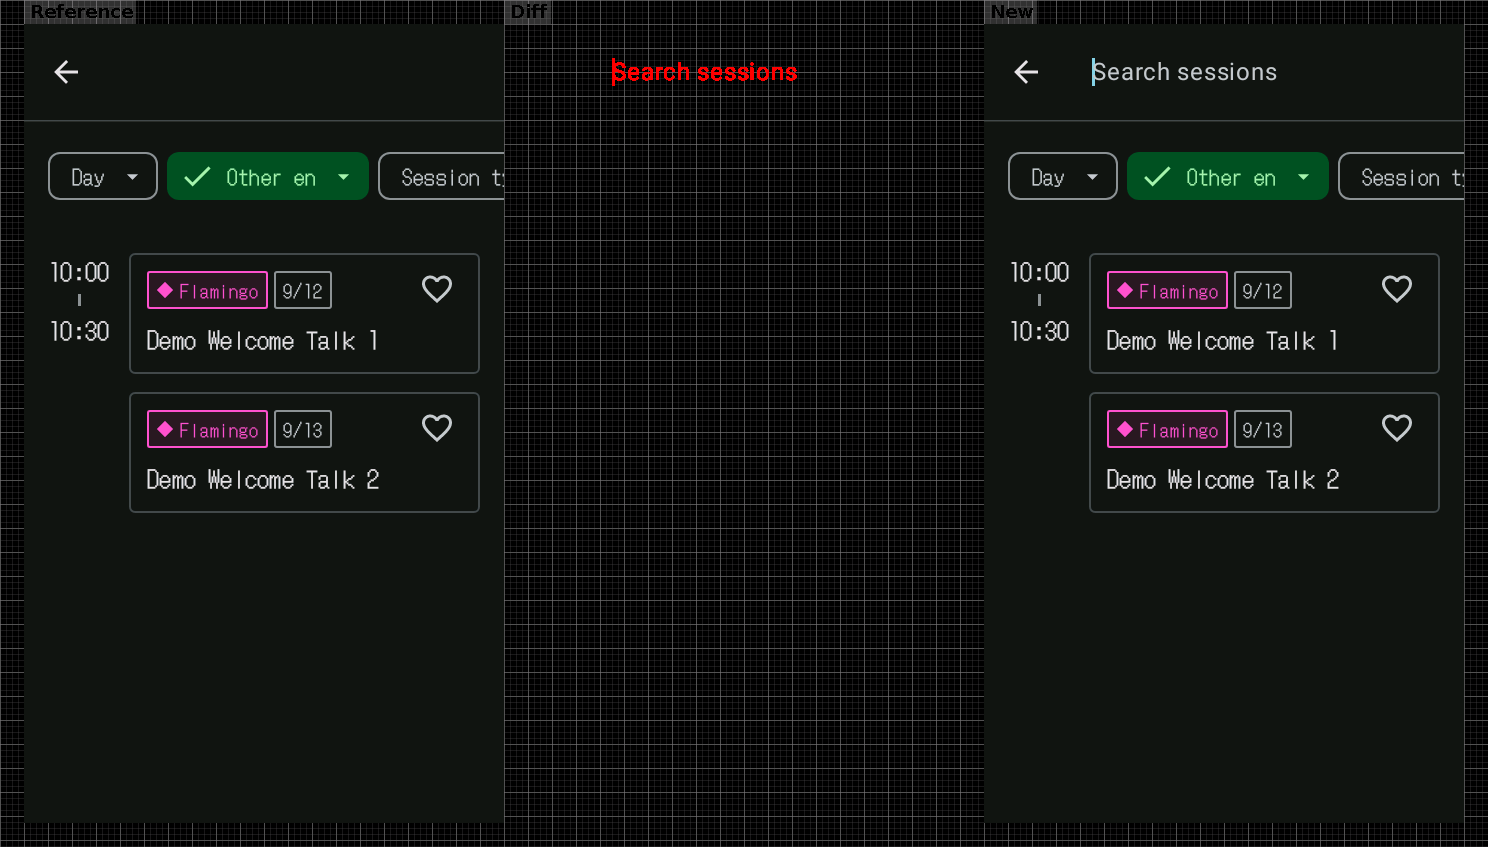 Reference
Diff
New
Day
Other en
Session ty
10:00
10:30
Flamingo
9/12
Demo Welcome Talk 1
Flamingo
9/13
Demo Welcome Talk 2
Search sessions
Search sessions
Day
Other en
Session ty
10:00
10:30
Flamingo
9/12
Demo Welcome Talk 1
Flamingo
9/13
Demo Welcome Talk 2